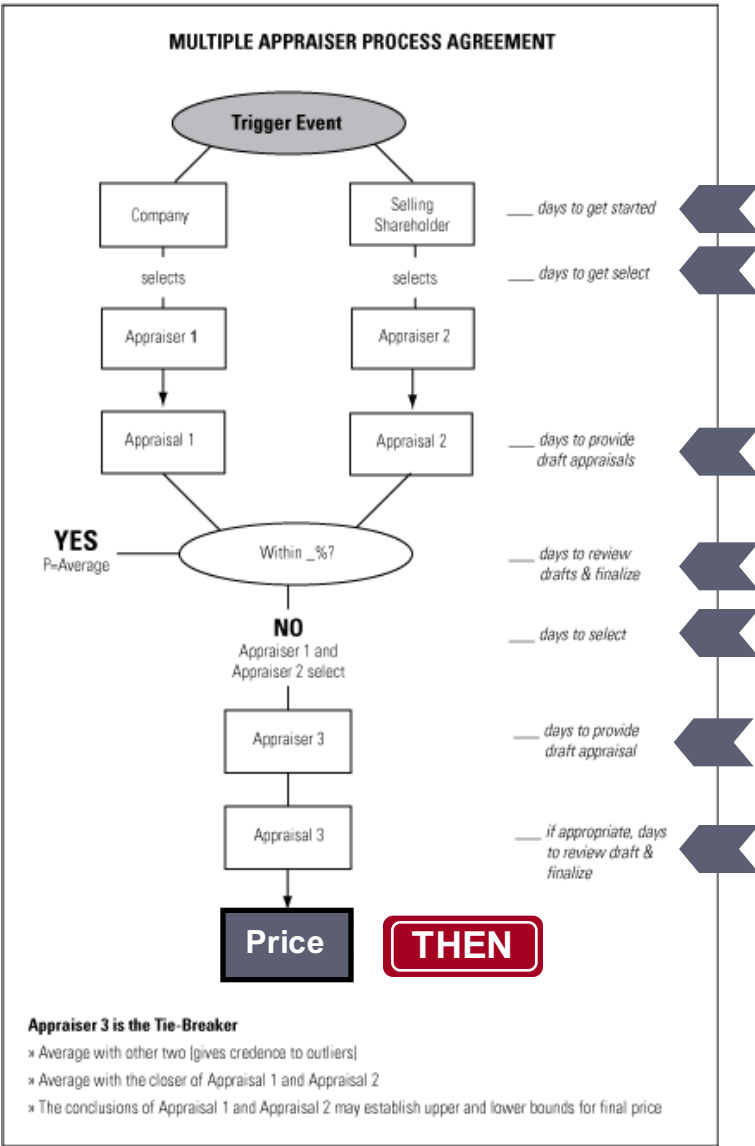 MULTIPLE APPRAISER PROCESS AGREEMENT
Trigger Event
Company
Selling
Shareholder
___ days to get started
selects
selects
___ days to get select
Appraiser 1
Appraiser 2
Appraisal 1
Appraisal 2
___ days to provide
draft appraisals
YES
P=Average
Within _%?
___ days to review
drafts & finalize
NO
Appraiser 1 and
Appraiser 2 select
___ days to select
Appraiser 3
___ days to provide
draft appraisal
Appraisal 3
___ if appropriate, days
to review draft &
finalize
Price
THEN
Appraiser 3 is the Tie-Breaker
» Average with other two (gives credence to outliers)
» Average with the closer of Appraisal 1 and Appraisal 2
» The conclusions of Appraisal 1 and Appraisal 2 may establish upper and lower bounds for final price